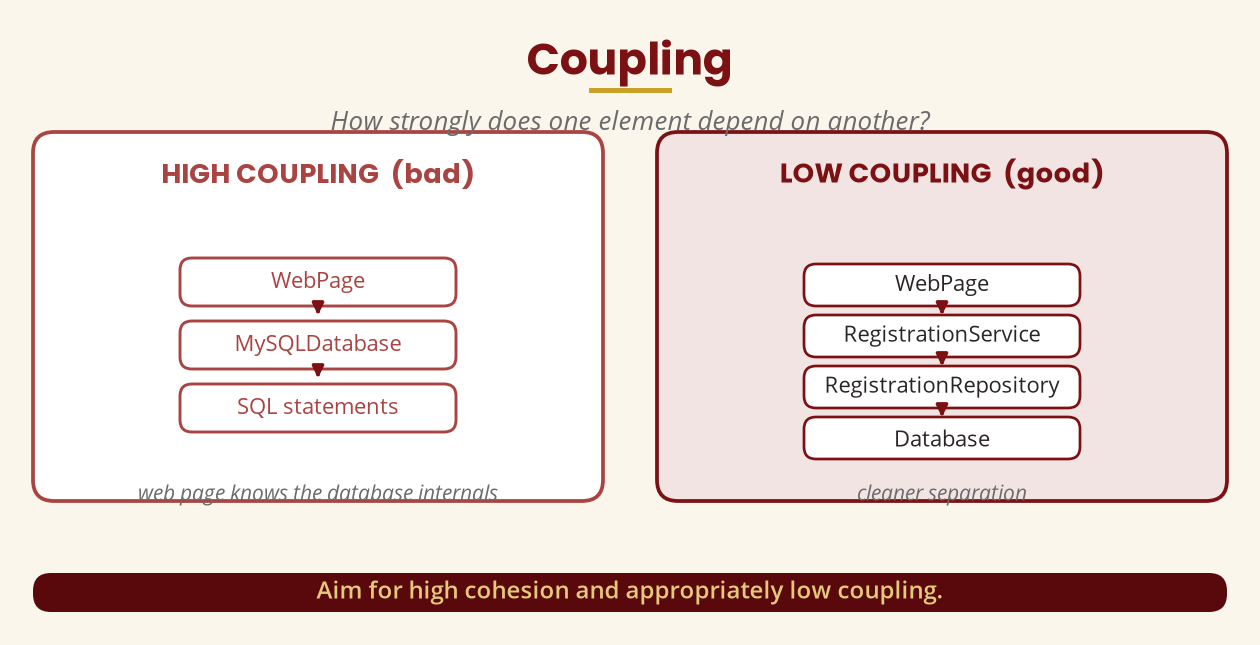 Coupling
How strongly does one element depend on another?
HIGH COUPLING (bad)
WebPage
MySQLDatabase
SQL statements
web page knows the database internals
LOW COUPLING (good)
WebPage
RegistrationService
RegistrationRepository
Database
cleaner separation
Aim for high cohesion and appropriately low coupling.